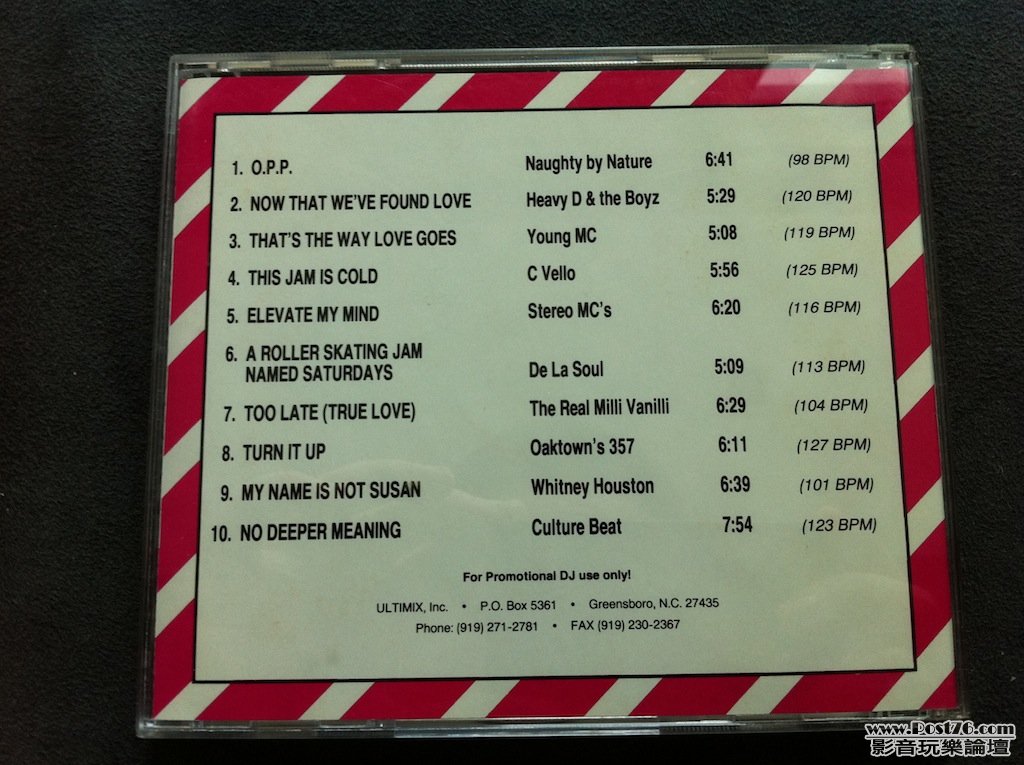 1. O.P.P. Naughty by Nature 6:41 (98 BPM)
2. NOW THAT WE'VE FOUND LOVE Heavy D & the Boyz 5:29 (120 BPM)
3. THAT'S THE WAY LOVE GOES Young MC 5:08 (119 BPM)
4. THIS JAM IS COLD C Vello 5:56 (125 BPM)
5. ELEVATE MY MIND Stereo MC's 6:20 (116 BPM)
6. A ROLLER SKATING JAM
NAMED SATURDAYS De La Soul 5:09 (113 BPM)
7. TOO LATE (TRUE LOVE) The Real Milli Vanilli 6:29 (104 BPM)
8. TURN IT UP Oaktown's 357 6:11 (127 BPM)
9. MY NAME IS NOT SUSAN Whitney Houston 6:39 (101 BPM)
10. NO DEEPER MEANING Culture Beat 7:54 (123 BPM)
For Promotional DJ use only!
ULTIMIX, Inc. • P.O. Box 5361 • Greensboro, N.C. 27435
Phone: (919) 271-2781 • FAX (919) 230-2367
www.Post76.com
影音玩樂論壇